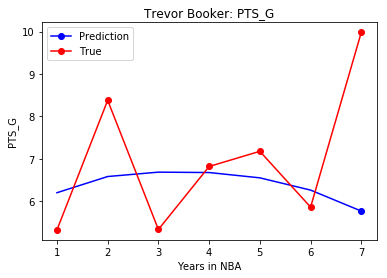 Trevor Booker: PTS_G
Prediction
True
10
9
8
7
6
PTS_G
1 2 3 4 5 6 7
Years in NBA